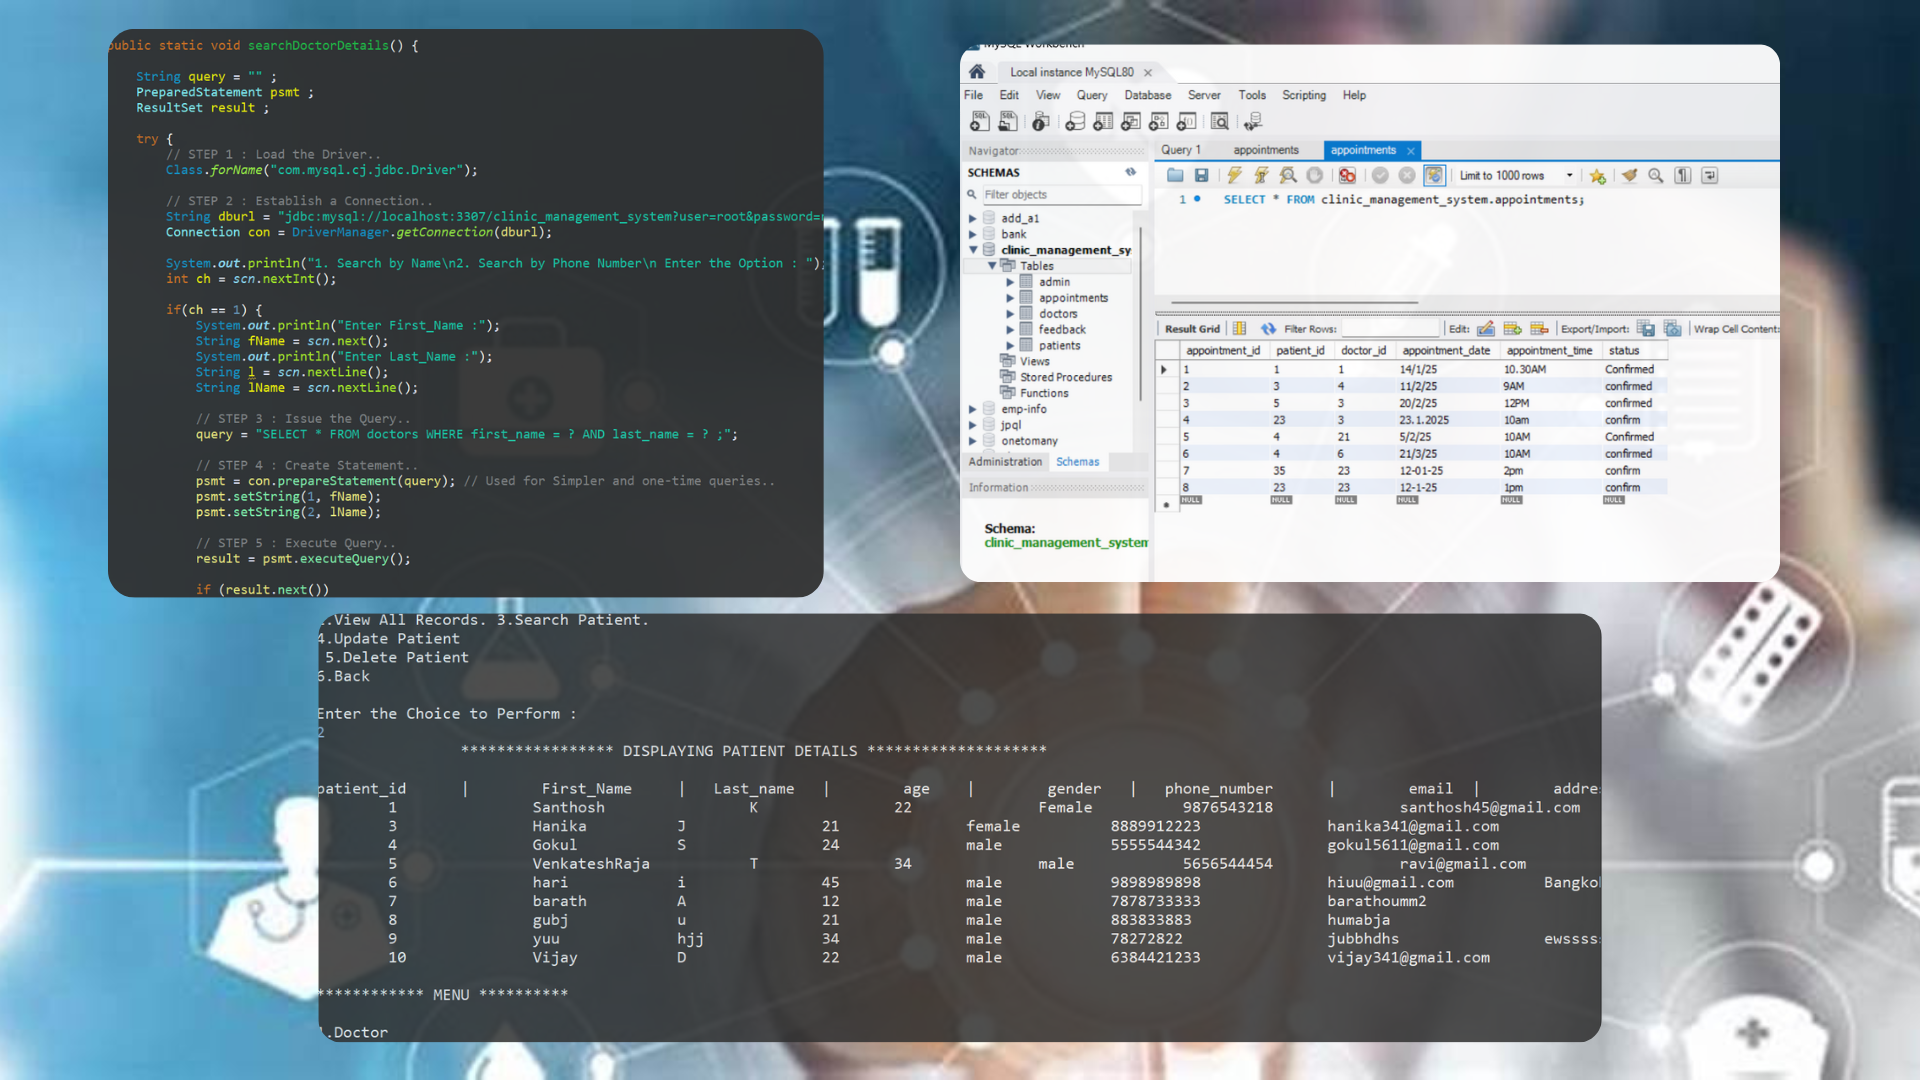 public static void searchDoctorDetails() {
String query = "" ;
PreparedStatement psmt ;
ResultSet result ;
try {
// STEP 1 : Load the Driver..
Class.forName("com.mysql.cj.jdbc.Driver");
// STEP 2 : Establish a Connection..
String dburl = "jdbc:mysql://localhost:3307/clinic_management_system?user=root&password=
Connection con = DriverManager.getConnection(dburl);
System.out.println("1. Search by Name\n2. Search by Phone Number\n Enter the Option : ");
int ch = scn.nextInt();
if(ch == 1) {
System.out.println("Enter First_Name :");
String fName = scn.next();
System.out.println("Enter Last_Name :");
String l = scn.nextLine();
String lName = scn.nextLine();
// STEP 3 : Issue the Query..
query = "SELECT * FROM doctors WHERE first_name = ? AND last_name = ? ;";
// STEP 4 : Create Statement..
psmt = con.prepareStatement(query); // Used for Simpler and one-time queries..
psmt.setString(1, fName);
psmt.setString(2, lName);
// STEP 5 : Execute Query..
result = psmt.executeQuery();
if (result.next())
MySQL Workbench
Local instance MySQL80
File Edit View Query Database Server Tools Scripting Help
Navigator
SCHEMAS
Filter objects
add_a1
bank
clinic_management_sy
Tables
admin
appointments
doctors
feedback
patients
Views
Stored Procedures
Functions
emp-info
jpql
onetomany
Administration Schemas
Information
Schema:
clinic_management_system
Query 1 appointments appointments
Limit to 1000 rows
1 SELECT * FROM clinic_management_system.appointments;
Result Grid Filter Rows: Edit: Export/Import: Wrap Cell Content:
appointment_id patient_id doctor_id appointment_date appointment_time status
1 1 1 14/1/25 10.30AM Confirmed
2 3 4 11/2/25 9AM confirmed
3 5 3 20/2/25 12PM confirmed
4 23 3 23.1.2025 10am confirm
5 4 21 5/2/25 10AM Confirmed
6 4 6 21/3/25 10AM confirmed
7 35 23 12-01-25 2pm confirm
8 23 23 12-1-25 1pm confirm
NULL NULL NULL NULL NULL NULL
.View All Records. 3.Search Patient.
4.Update Patient
5.Delete Patient
6.Back
Enter the Choice to Perform :
2
***************** DISPLAYING PATIENT DETAILS ********************
patient_id | First_Name | Last_name | age | gender | phone_number | email | addre
1 Santhosh K 22 Female 9876543218 santhosh45@gmail.com
3 Hanika J 21 female 8889912223 hanika341@gmail.com
4 Gokul S 24 male 5555544342 gokul5611@gmail.com
5 VenkateshRaja T 34 male 5656544454 ravi@gmail.com
6 hari i 45 male 9898989898 hiuu@gmail.com Bangko
7 barath A 12 male 7878733333 barathoumm2
8 gubj u 21 male 883833883 humabja
9 yuu hjj 34 male 78272822 jubbhdhs ewssss
10 Vijay D 22 male 6384421233 vijay341@gmail.com
************ MENU **********
.Doctor